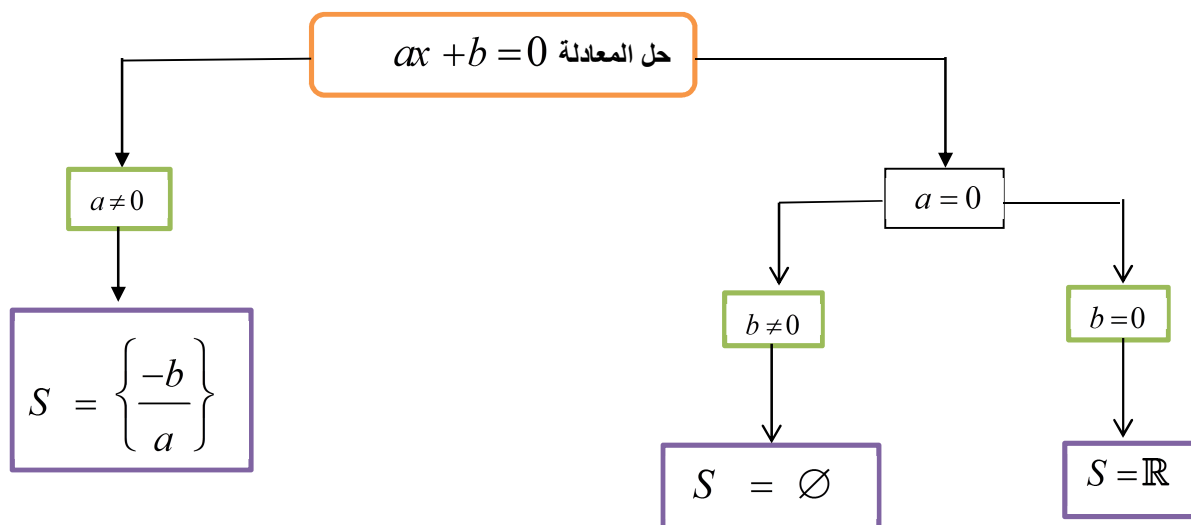 حل المعادلة ax + b = 0
a ≠ 0
a = 0
b ≠ 0
b = 0
S = {-b/a}
S = ∅
S = ℝ